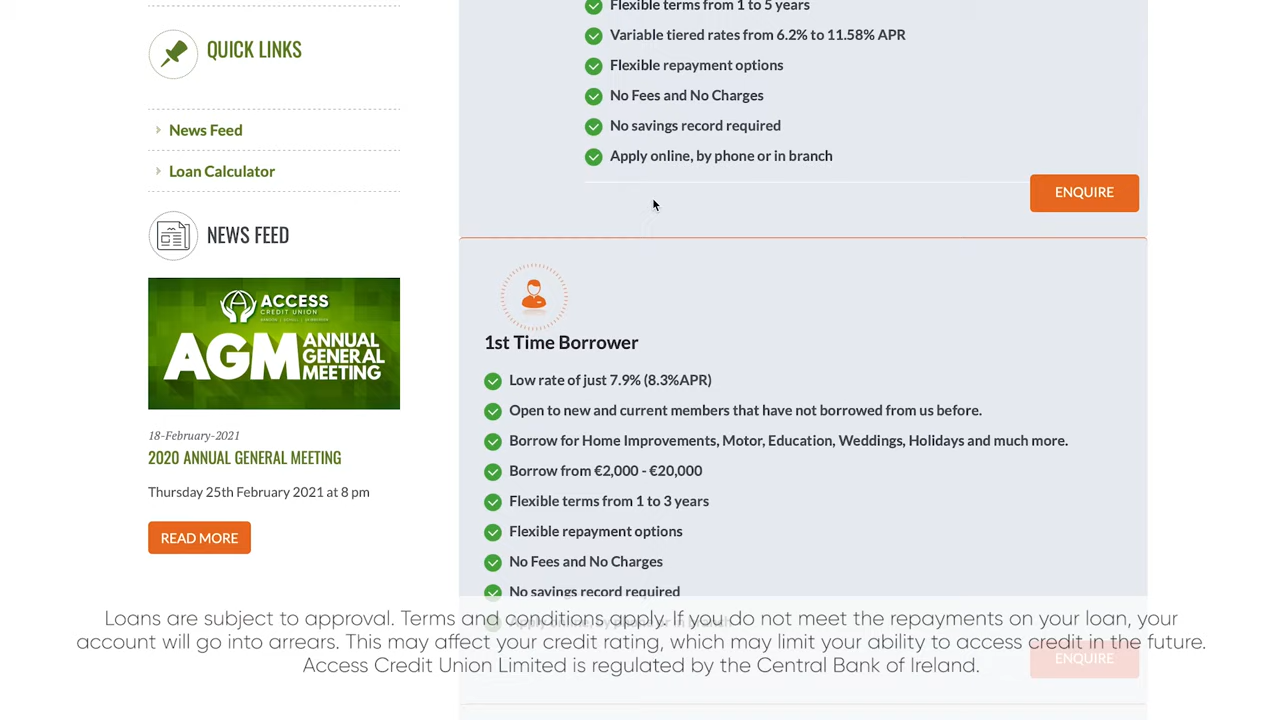 QUICK LINKS
News Feed
Loan Calculator
NEWS FEED
ACCESS
CREDIT UNION
AGM ANNUAL
GENERAL
MEETING
18-February-2021
2020 ANNUAL GENERAL MEETING
Thursday 25th February 2021 at 8 pm
READ MORE
Flexible terms from 1 to 5 years
Variable tiered rates from 6.2% to 11.58% APR
Flexible repayment options
No Fees and No Charges
No savings record required
Apply online, by phone or in branch
ENQUIRE
1st Time Borrower
Low rate of just 7.9% (8.3%APR)
Open to new and current members that have not borrowed from us before.
Borrow for Home Improvements, Motor, Education, Weddings, Holidays and much more.
Borrow from €2,000 - €20,000
Flexible terms from 1 to 3 years
Flexible repayment options
No Fees and No Charges
No savings record required
Apply online, by phone or in branch
ENQUIRE
Loans are subject to approval. Terms and conditions apply. If you do not meet the repayments on your loan, your
account will go into arrears. This may affect your credit rating, which may limit your ability to access credit in the future.
Access Credit Union Limited is regulated by the Central Bank of Ireland.